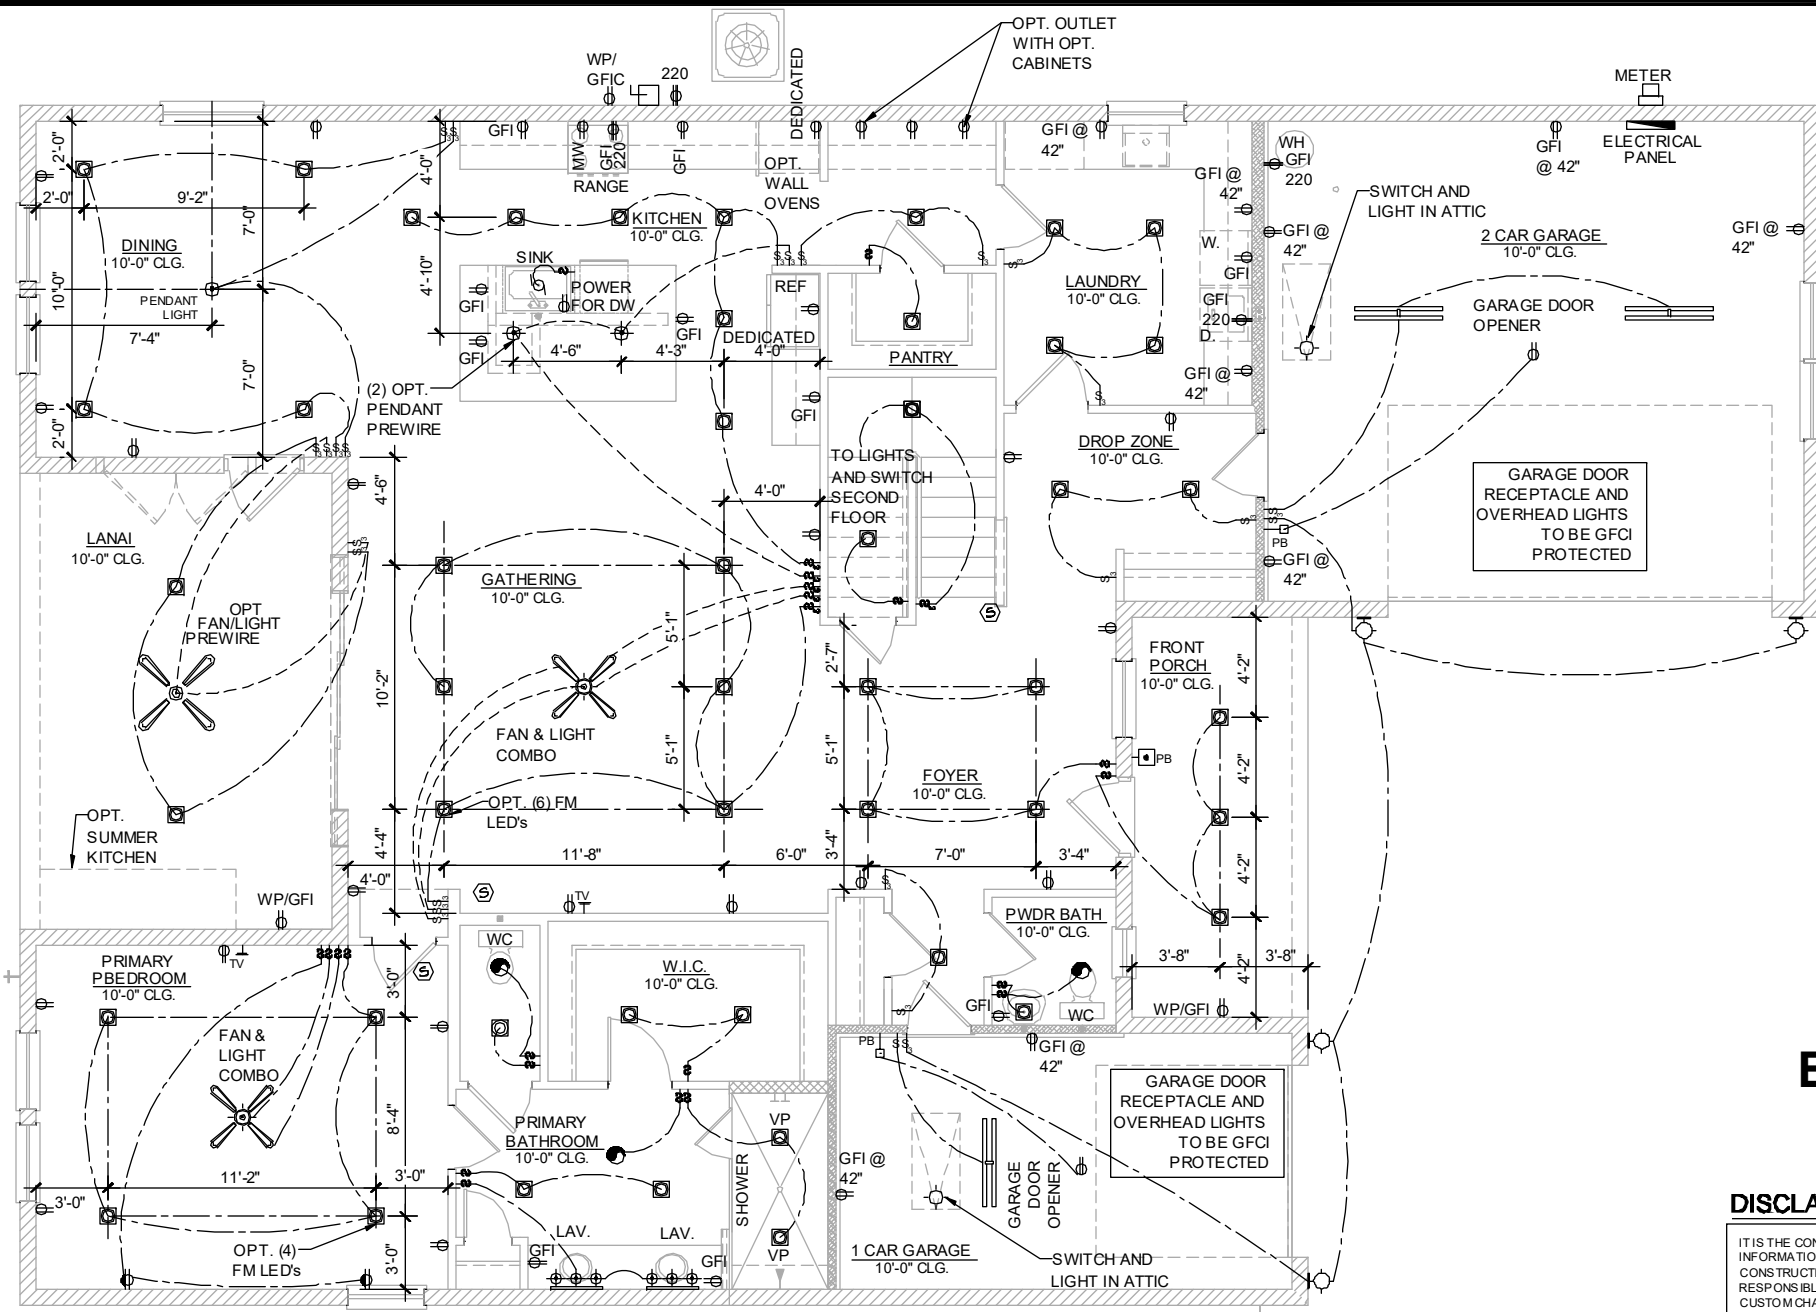 OPT. OUTLET
WITH OPT.
CABINETS
WP/
GFIC
220
DEDICATED
METER
ELECTRICAL
PANEL
GFI
MW
GFI
220
GFI
RANGE
OPT.
WALL
OVENS
GFI @
42"
GFI @
42"
WH
GFI
220
GFI
@ 42"
GFI @
42"
SWITCH AND
LIGHT IN ATTIC
2 CAR GARAGE
10'-0" CLG.
GFI @
42"
2'-0"
2'-0"
9'-2"
7'-0"
4'-0"
DINING
10'-0" CLG.
10'-0"
PENDANT
LIGHT
7'-4"
7'-0"
2'-0"
KITCHEN
10'-0" CLG.
4'-10"
SINK
POWER
FOR DW
GFI
GFI
GFI
REF
DEDICATED
4'-6"
4'-3"
4'-0"
GFI
(2) OPT.
PENDANT
PREWIRE
PANTRY
LAUNDRY
10'-0" CLG.
W.
GFI
GFI
220
D.
GFI @
42"
GARAGE DOOR
OPENER
GARAGE DOOR
RECEPTACLE AND
OVERHEAD LIGHTS
TO BE GFCI
PROTECTED
DROP ZONE
10'-0" CLG.
TO LIGHTS
AND SWITCH
SECOND
FLOOR
4'-0"
4'-6"
PB
GFI @
42"
LANAI
10'-0" CLG.
OPT
FAN/LIGHT
PREWIRE
GATHERING
10'-0" CLG.
10'-2"
5'-1"
5'-1"
2'-7"
5'-1"
3'-4"
FAN & LIGHT
COMBO
OPT. (6) FM
LED's
FOYER
10'-0" CLG.
FRONT
PORCH
10'-0" CLG.
4'-2"
4'-2"
4'-2"
4'-2"
PB
OPT.
SUMMER
KITCHEN
4'-4"
4'-0"
11'-8"
6'-0"
7'-0"
3'-4"
WP/GFI
TV
TV
S
S
S
PRIMARY
PBEDROOM
10'-0" CLG.
3'-0"
WC
W.I.C.
10'-0" CLG.
PWDR BATH
10'-0" CLG.
GFI
WC
3'-8"
3'-8"
WP/GFI
FAN &
LIGHT
COMBO
8'-4"
11'-2"
3'-0"
3'-0"
3'-0"
OPT. (4)
FM LED's
PRIMARY
BATHROOM
10'-0" CLG.
LAV.
LAV.
GFI
GFI
SHOWER
VP
VP
PB
GFI @
42"
GFI @
42"
GARAGE DOOR
RECEPTACLE AND
OVERHEAD LIGHTS
TO BE GFCI
PROTECTED
GARAGE
DOOR
OPENER
1 CAR GARAGE
10'-0" CLG.
SWITCH AND
LIGHT IN ATTIC
E
DISCLA
IT IS THE CON
INFORMATIO
CONSTRUCT
RESPONSIB
CUSTOM CHA